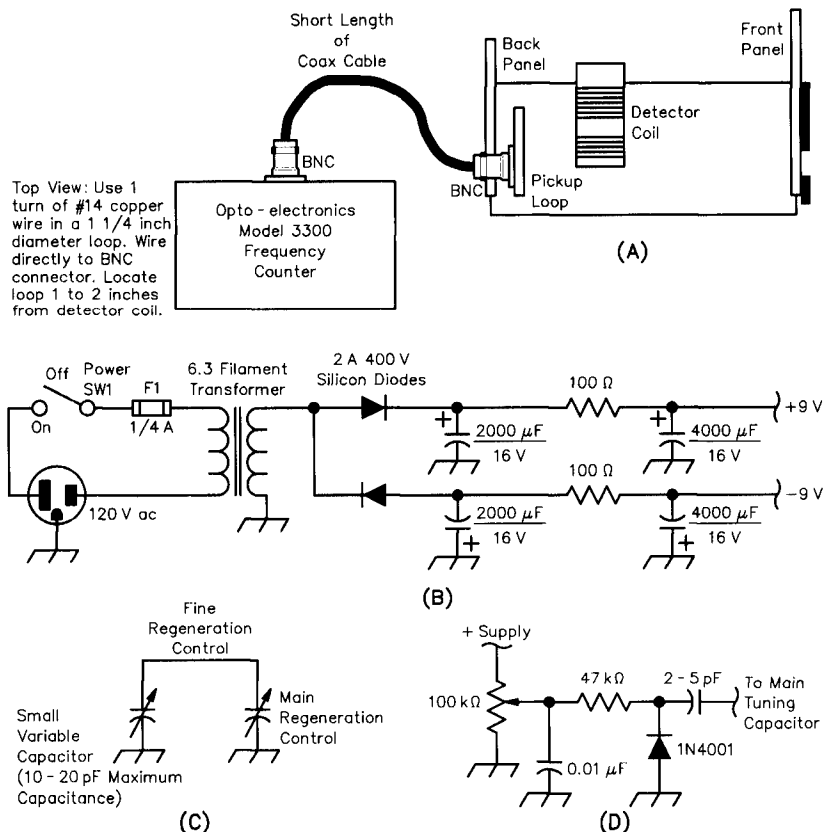 Short Length
of
Coax Cable
Back
Panel
Front
Panel
Detector
Coil
BNC
BNC
Pickup
Loop
Top View: Use 1
turn of #14 copper
wire in a 1 1/4 inch
diameter loop. Wire
directly to BNC
connector. Locate
loop 1 to 2 inches
from detector coil.
Opto-electronics
Model 3300
Frequency
Counter
(A)
Off
Power
SW1
F1
6.3 Filament
Transformer
2 A 400 V
Silicon Diodes
100 Ω
+9 V
On
1/4 A
+
2000 µF
16 V
+
4000 µF
16 V
120 V ac
100 Ω
-9 V
2000 µF
16 V
+
4000 µF
16 V
+
(B)
Fine
Regeneration
Control
Small
Variable
Capacitor
(10 - 20 pF Maximum
Capacitance)
Main
Regeneration
Control
(C)
+ Supply
100 kΩ
47 kΩ
2 - 5 pF
To Main
Tuning
Capacitor
0.01 µF
1N4001
(D)